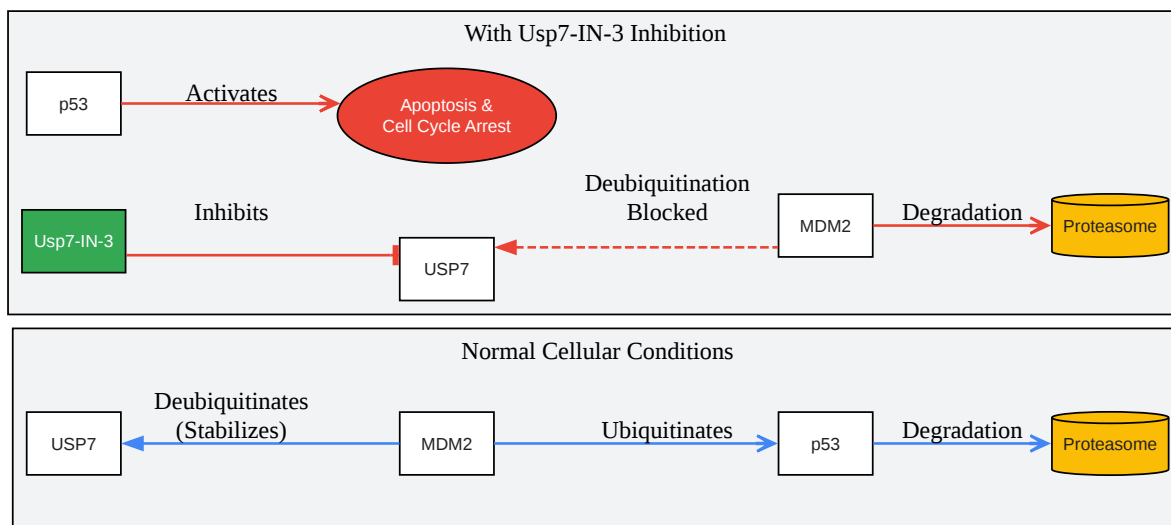 With Usp7-IN-3 Inhibition
p53
Activates
Apoptosis &
Cell Cycle Arrest
Usp7-IN-3
Inhibits
USP7
Deubiquitination
Blocked
MDM2
Degradation
Proteasome
Normal Cellular Conditions
USP7
Deubiquitinates
(Stabilizes)
MDM2
Ubiquitinates
p53
Degradation
Proteasome